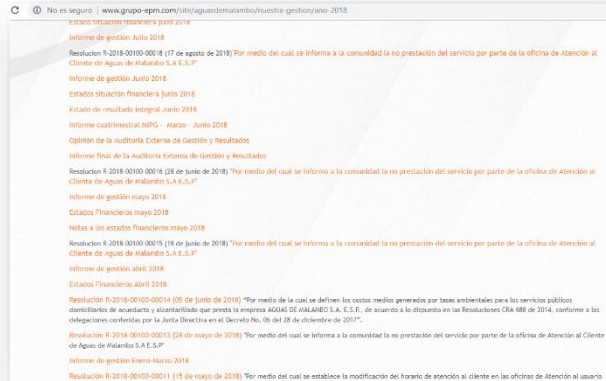 No es seguro | www.grupo-epm.com/site/aguasdemalambo/nuestra-gestion/ano-2018
Estado situación financiera julio 2018
Informe de gestión Julio 2018
Resolucion R-2018-00100-00018 (17 de agosto de 2018)"Por medio del cual se informa a la comunidad la no prestación del servicio por parte de la oficina de Atención al
Cliente de Aguas de Malambo S.A E.S.P"
Informe de gestión Junio 2018
Estados situación financiera junio 2018
Estado de resultado integral Junio 2018
Informe cuatrimestral MIPG - Marzo - Junio 2018
Opinión de la Auditoria Externa de Gestión y Resultados
Informe final de la Auditoria Externa de Gestión y Resultados
Resolucion R-2018-00100-00016 (28 de junio de 2018) "Por medio del cual se informa a la comunidad la no prestación del servicio por parte de la oficina de Atención al
Cliente de Aguas de Malambo S.A E.S.P"
Informe de gestión mayo 2018
Estados Financieros mayo 2018
Notas a los estados financieros mayo 2018
Resolucion R-2018-00100-00015 (18 de junio de 2018) "Por medio del cual se informa a la comunidad la no prestación del servicio por parte de la oficina de Atención al
Cliente de Aguas de Malambo S.A E.S.P"
Informe de gestión abril 2018
Estados Financieros Abril 2018
Resolución R-2018-00100-00014 (05 de junio de 2018) "Por medio de la cual se definen los costos medios generados por tasas ambientales para los servicios públicos
domiciliarios de acueducto y alcantarillado que presta la empresa AGUAS DE MALAMBO S.A. E.S.P., de acuerdo a lo dispuesto en las Resoluciones CRA 688 de 2014, conforme a las
delegaciones conferidas por la Junta Directiva en el Decreto No. 06 del 28 de diciembre de 2017".
Resolución R-2018-00100-00013 (28 de mayo de 2018) "Por medio del cual se informa a la comunidad la no prestación del servicio por parte de la oficina de Atención al Cliente
de Aguas de Malambo S.A E.S.P"
Informe de gestión Enero-Marzo 2018
Resolución R-2018-00100-00011 (15 de mayo de 2018) "Por medio del cual se establece la modificación del horario de atención al cliente en las oficinas de Atención al usuario